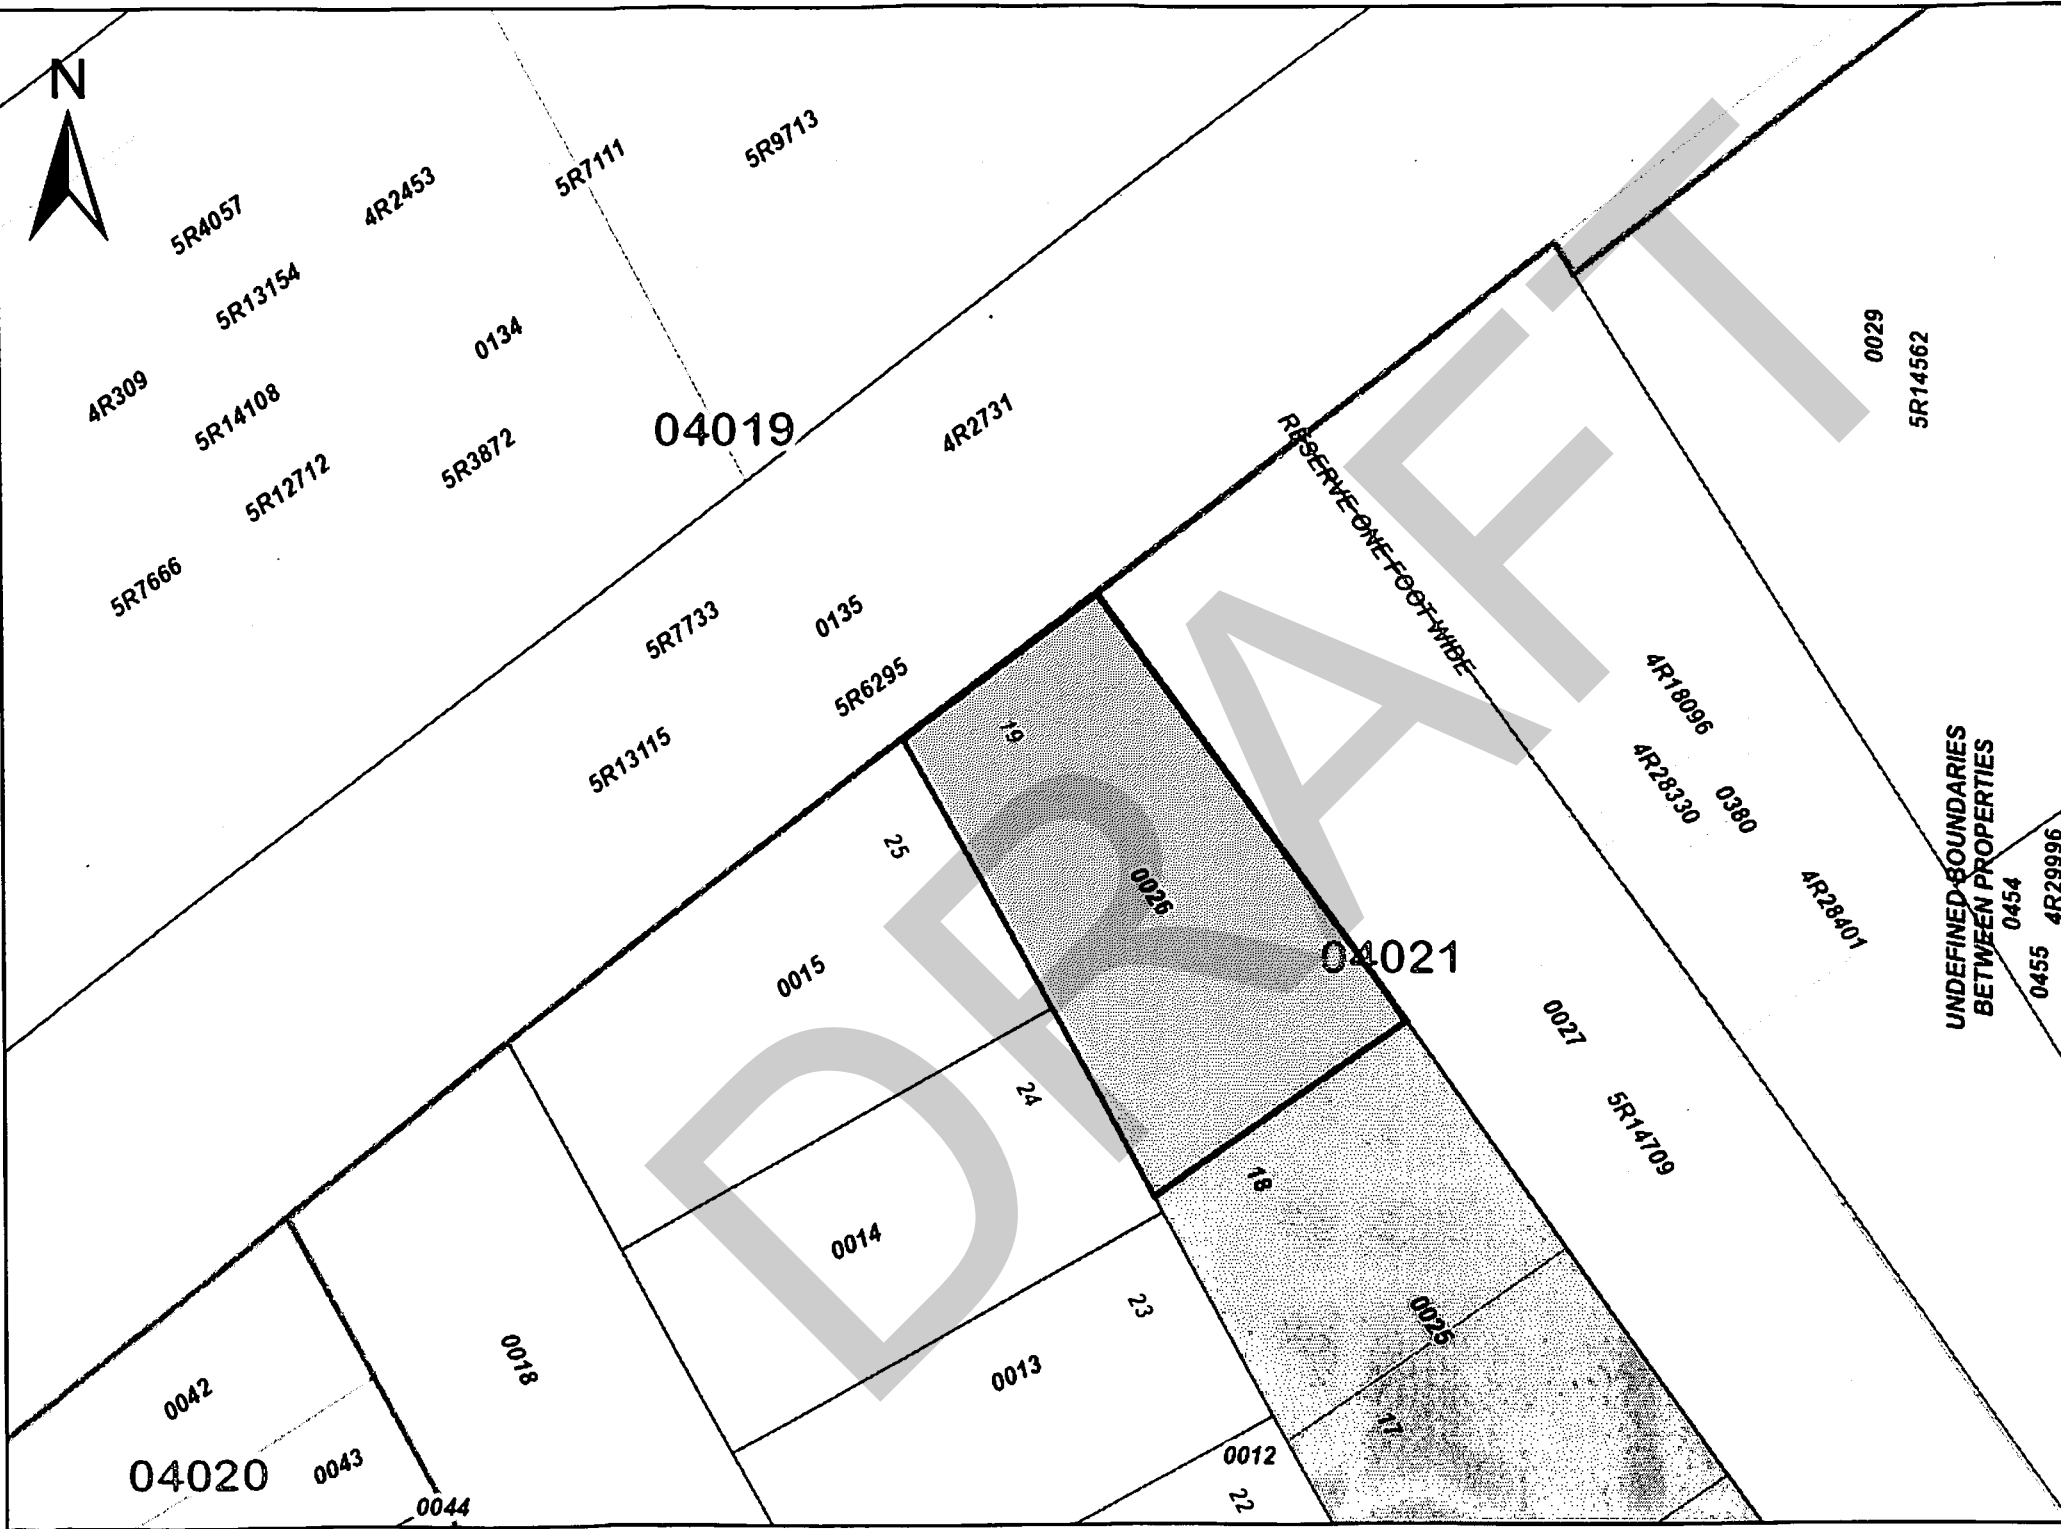 N
5R9713
5R7111
4R2453
5R4057
5R13154
0134
0029
5R14562
4R309
5R14108
04019
4R2731
5R3872
5R12712
RESERVE ONE FOOT WIDE
5R7666
0135
5R7733
5R6295
4R18096
19
5R13115
4R28330
0380
25
0026
UNDEFINED BOUNDARIES
BETWEEN PROPERTIES
0454
4R29996
4R28401
04021
0015
0455
0027
24
5R14709
18
0014
23
0025
0018
0013
0042
17
0012
0043
04020
22
0044
DRAFT